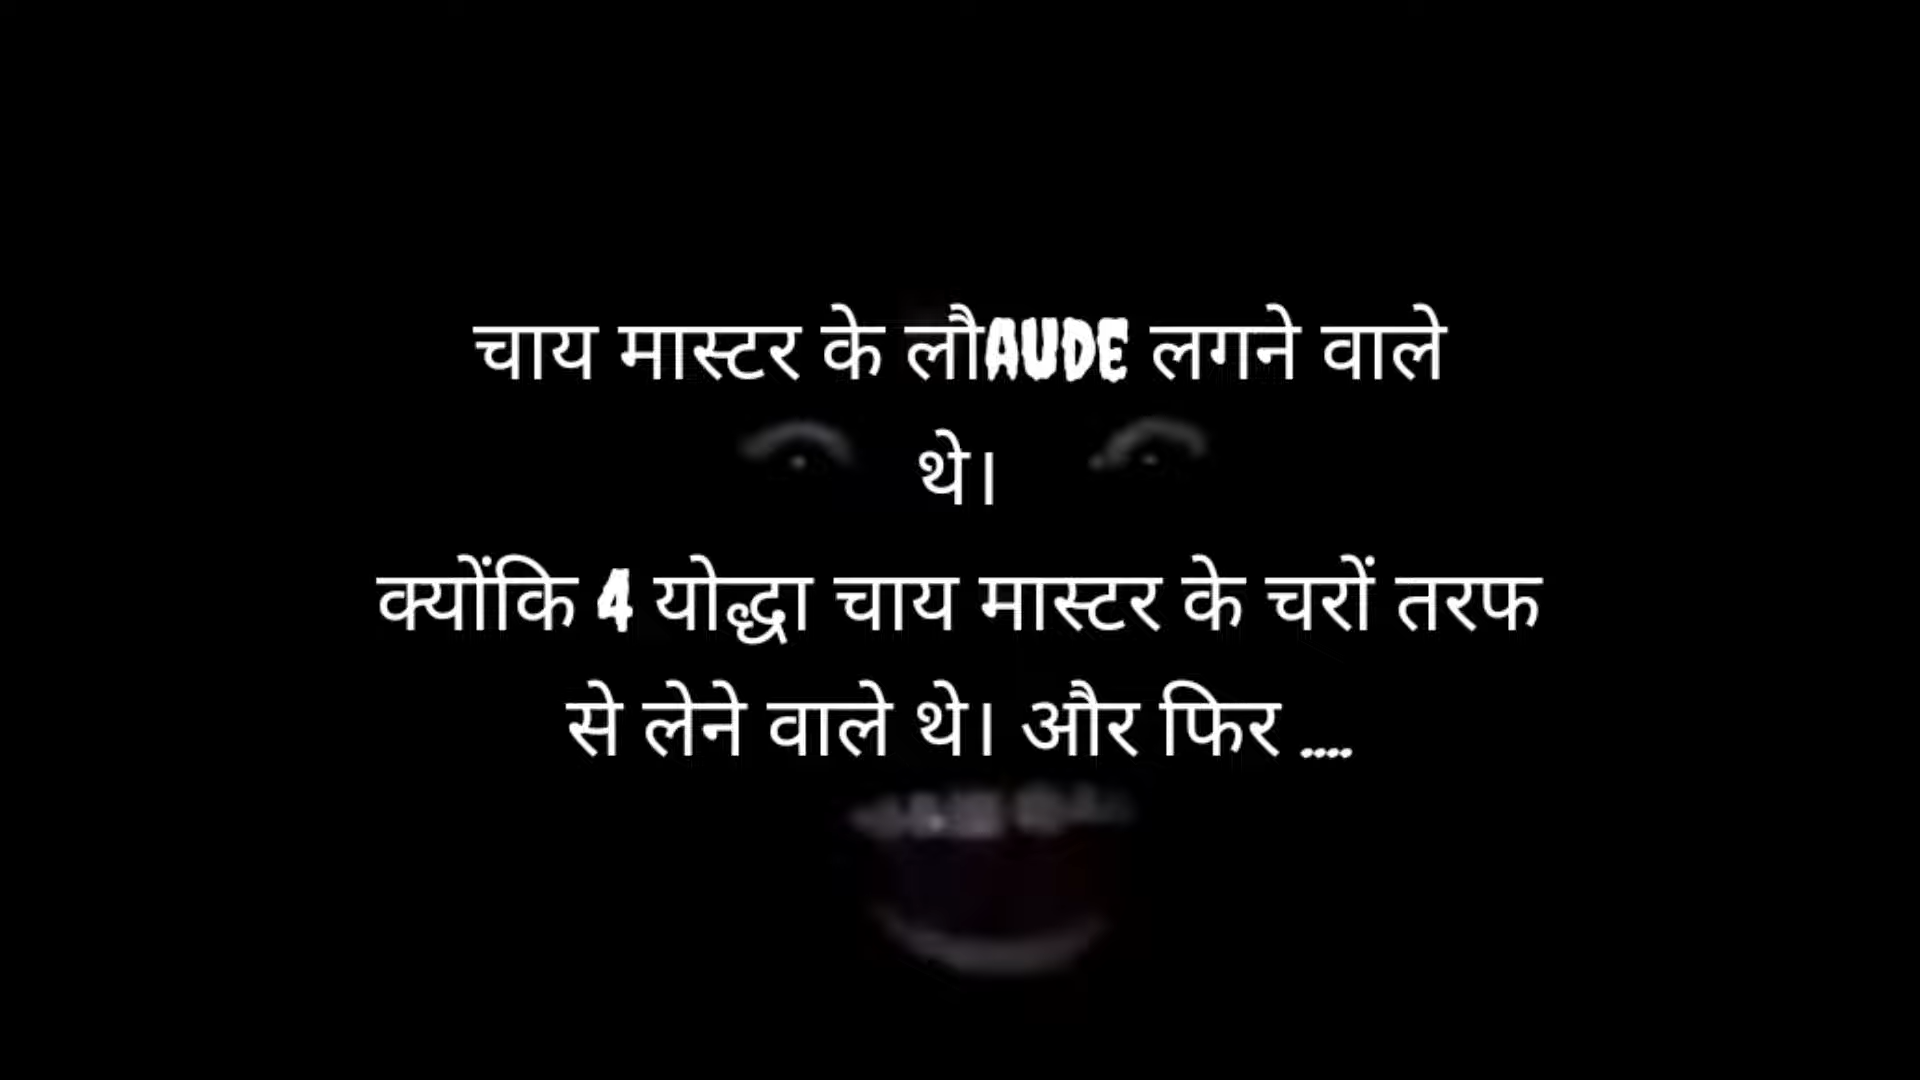 चाय मास्टर के लौAUDE लगने वाले
थे।
क्योंकि 4 योद्धा चाय मास्टर के चरों तरफ
से लेने वाले थे। और फिर ....